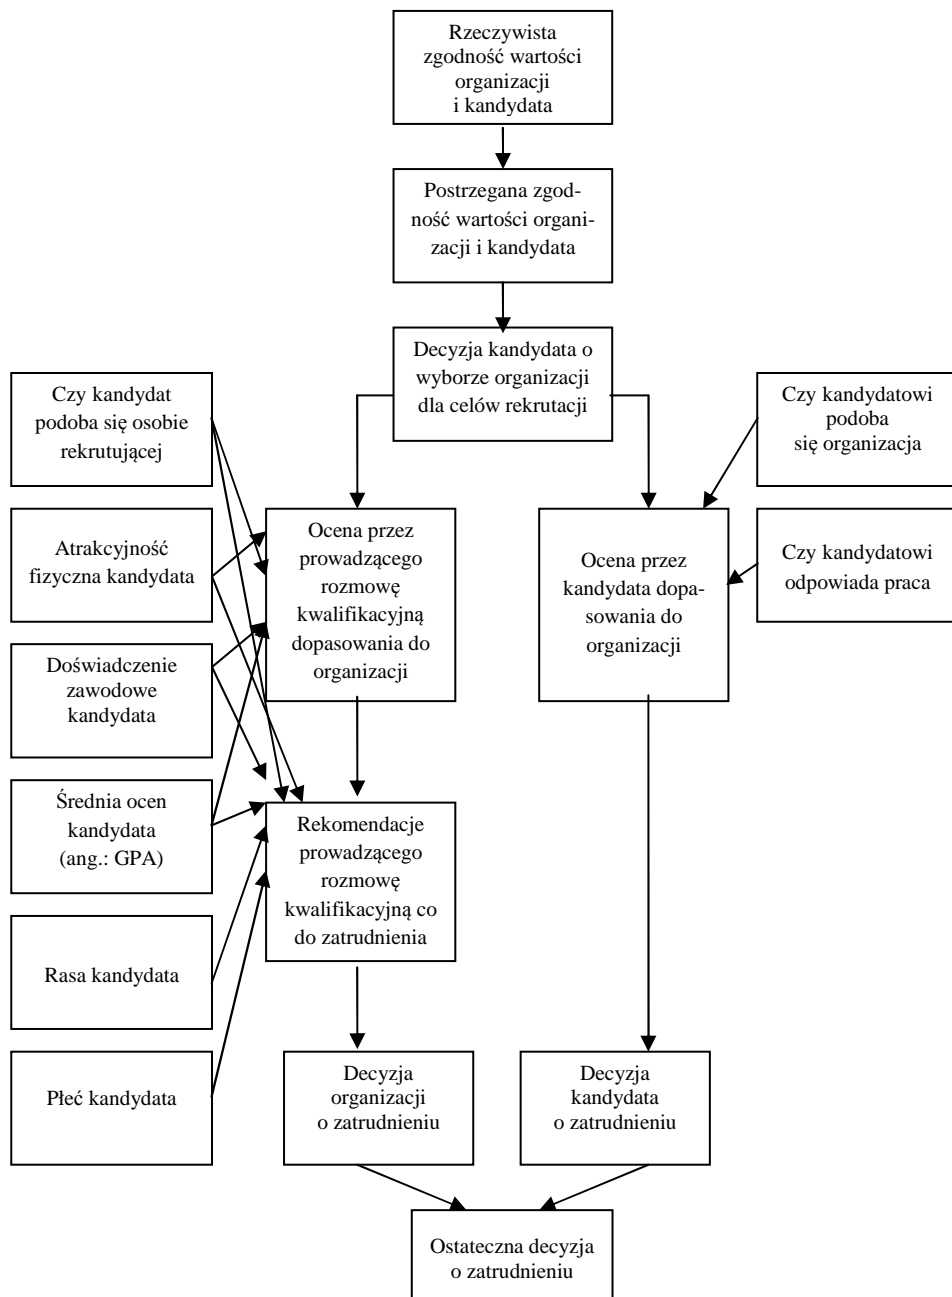 Rzeczywista
zgodność wartości
organizacji
i kandydata
Postrzegana zgod-
ność wartości organi-
zacji i kandydata
Decyzja kandydata o
wyborze organizacji
dla celów rekrutacji
Czy kandydat
podoba się osobie
rekrutującej
Czy kandydatowi
podoba
się organizacja
Atrakcyjność
fizyczna kandydata
Ocena przez
prowadzącego
rozmowę
kwalifikacyjną
dopasowania do
organizacji
Ocena przez
kandydata dopa-
sowania do
organizacji
Czy kandydatowi
odpowiada praca
Doświadczenie
zawodowe
kandydata
Średnia ocen
kandydata
(ang.: GPA)
Rekomendacje
prowadzącego
rozmowę
kwalifikacyjną co
do zatrudnienia
Rasa kandydata
Płeć kandydata
Decyzja
organizacji
o zatrudnieniu
Decyzja
kandydata
o zatrudnieniu
Ostateczna decyzja
o zatrudnieniu